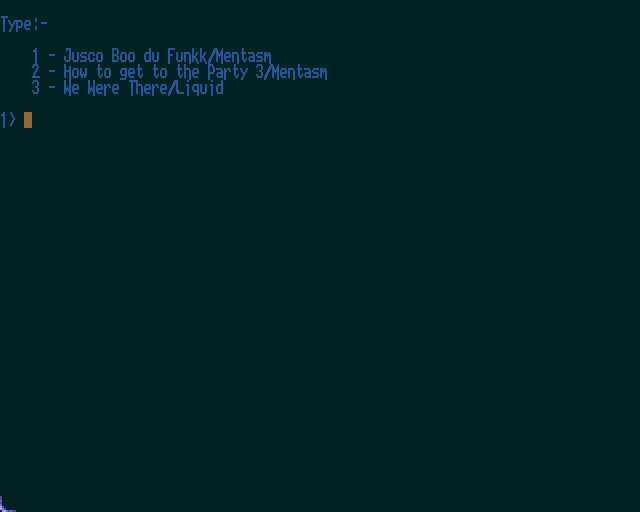 Type:-
1 - Jusco Boo du Funkk/Mentasm
2 - How to get to the Party 3/Mentasm
3 - We Were There/Liquid
1>